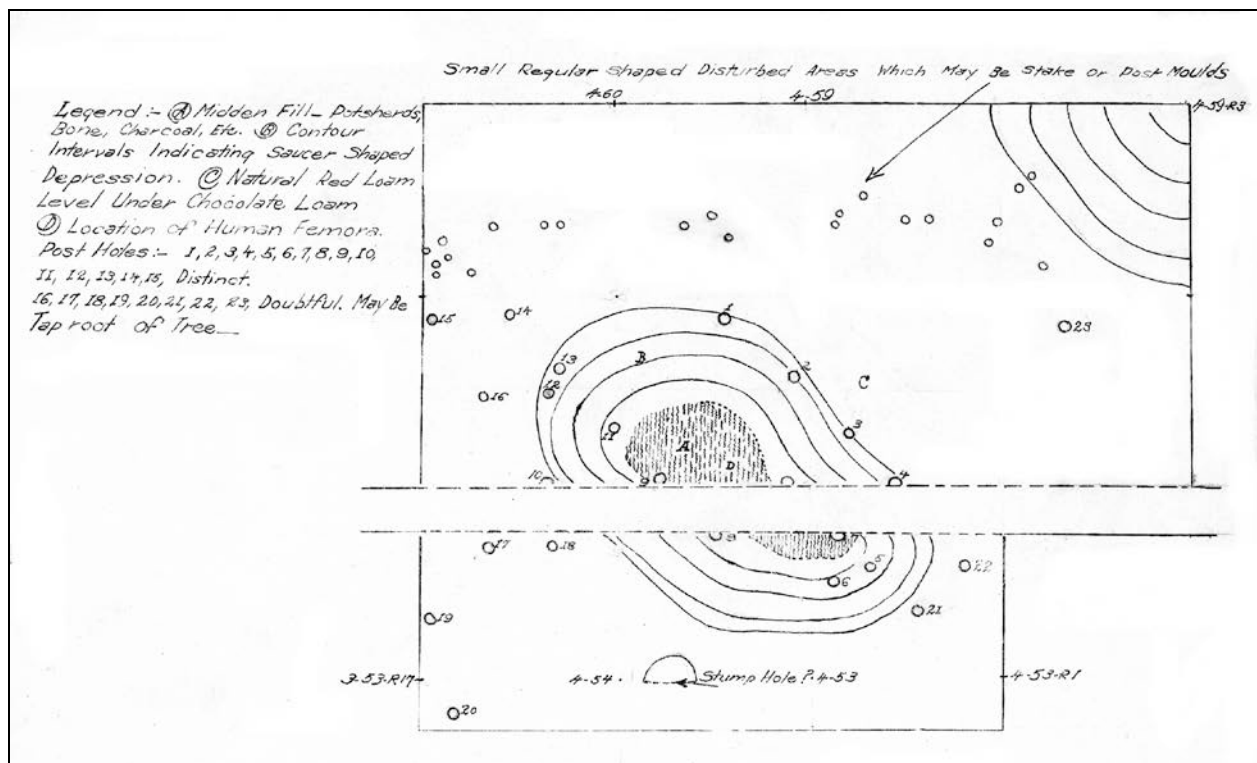 Small Regular Shaped Disturbed Areas Which May Be Stake or Post Moulds
4-60
4-59
4-59-R3
Legend :- Ⓐ Midden Fill - Potsherds,
Bone, Charcoal, Etc. Ⓑ Contour
Intervals Indicating Saucer Shaped
Depression. Ⓒ Natural Red Loam
Level Under Chocolate Loam
Ⓓ Location of Human Femora.
Post Holes:- 1, 2, 3, 4, 5, 6, 7, 8, 9, 10,
11, 12, 13, 14, 15, Distinct.
16, 17, 18, 19, 20, 21, 22, 23, Doubtful. May Be
Tap root of Tree
15
14
1
23
13
B
2
12
16
C
11
A
3
D
10
9
4
17
18
8
7
5
22
6
19
21
3-53-R17
4-54
Stump Hole?
4-53
4-53-R1
20